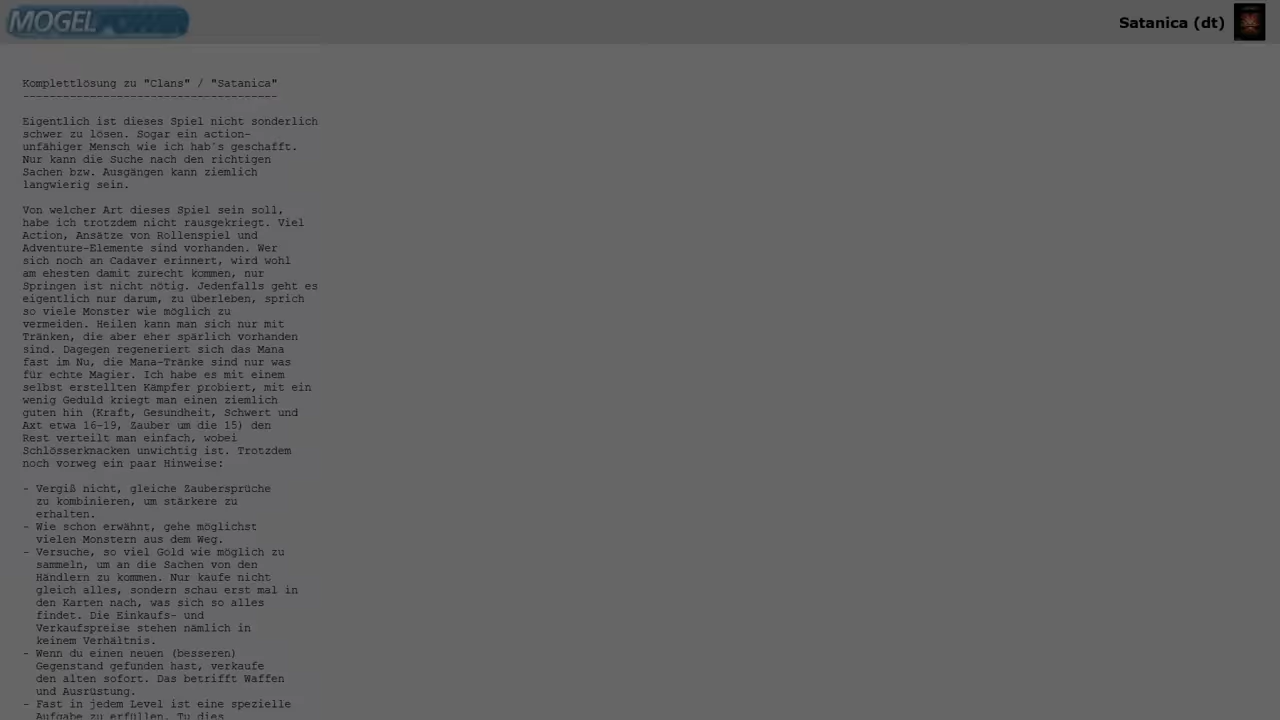 MOGEL POWER
Satanica (dt)
Komplettlösung zu "Clans" / "Satanica"
--------------------------------------
Eigentlich ist dieses Spiel nicht sonderlich
schwer zu lösen. Sogar ein action-
unfähiger Mensch wie ich hab's geschafft.
Nur kann die Suche nach den richtigen
Sachen bzw. Ausgängen kann ziemlich
langwierig sein.
Von welcher Art dieses Spiel sein soll,
habe ich trotzdem nicht rausgekriegt. Viel
Action, Ansätze von Rollenspiel und
Adventure-Elemente sind vorhanden. Wer
sich noch an Cadaver erinnert, wird wohl
am ehesten damit zurecht kommen, nur
Springen ist nicht nötig. Jedenfalls geht es
eigentlich nur darum, zu überleben, sprich
so viele Monster wie möglich zu
vermeiden. Heilen kann man sich nur mit
Tränken, die aber eher spärlich vorhanden
sind. Dagegen regeneriert sich das Mana
fast im Nu, die Mana-Tränke sind nur was
für echte Magier. Ich habe es mit einem
selbst erstellten Kämpfer probiert, mit ein
wenig Geduld kriegt man einen ziemlich
guten hin (Kraft, Gesundheit, Schwert und
Axt etwa 16-19, Zauber um die 15) den
Rest verteilt man einfach, wobei
Schlösserknacken unwichtig ist. Trotzdem
noch vorweg ein paar Hinweise:
- Vergiß nicht, gleiche Zaubersprüche
zu kombinieren, um stärkere zu
erhalten.
- Wie schon erwähnt, gehe möglichst
vielen Monstern aus dem Weg.
- Versuche, so viel Gold wie möglich zu
sammeln, um an die Sachen von den
Händlern zu kommen. Nur kaufe nicht
gleich alles, sondern schau erst mal in
den Karten nach, was sich so alles
findet. Die Einkaufs- und
Verkaufspreise stehen nämlich in
keinem Verhältnis.
- Wenn du einen neuen (besseren)
Gegenstand gefunden hast, verkaufe
den alten sofort. Das betrifft Waffen
und Ausrüstung.
- Fast in jedem Level ist eine spezielle
Aufgabe zu erfüllen. Tu dies